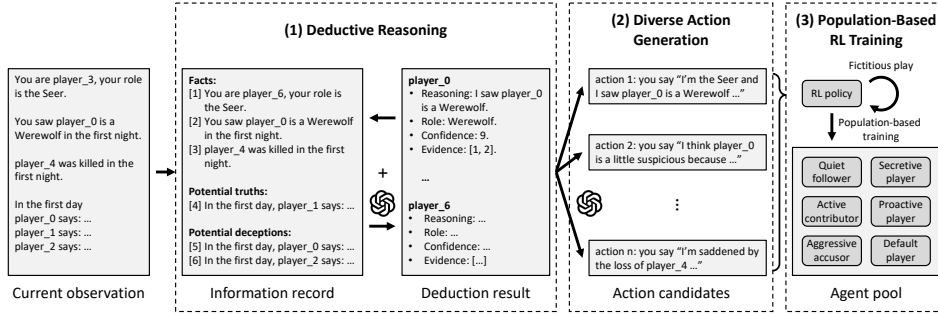 (1) Deductive Reasoning
(2) Diverse Action
Generation
(3) Population-Based
RL Training
You are player_3, your role
is the Seer.
You saw player_0 is a
Werewolf in the first night.
player_4 was killed in the
first night.
In the first day
player_0 says: ...
player_1 says: ...
player_2 says: ...
Current observation
Facts:
[1] You are player_6, your role
is the Seer.
[2] You saw player_0 is a Werewolf
in the first night.
[3] player_4 was killed in the first
night.
Potential truths:
[4] In the first day, player_1 says: ...
Potential deceptions:
[5] In the first day, player_0 says: ...
[6] In the first day, player_2 says: ...
Information record
+
player_0
• Reasoning: I saw player_0
is a Werewolf.
• Role: Werewolf.
• Confidence: 9.
• Evidence: [1, 2].
...
player_6
• Reasoning: ...
• Role: ...
• Confidence: ...
• Evidence: [...]
Deduction result
action 1: you say "I'm the Seer and
I saw player_0 is a Werewolf ..."
action 2: you say "I think player_0
is a little suspicious because ..."
⋮
action n: you say "I'm saddened by
the loss of player_4 ..."
Action candidates
Fictitious play
RL policy
Population-based
training
Quiet
follower
Secretive
player
Active
contributor
Proactive
player
Aggressive
accusor
Default
player
Agent pool